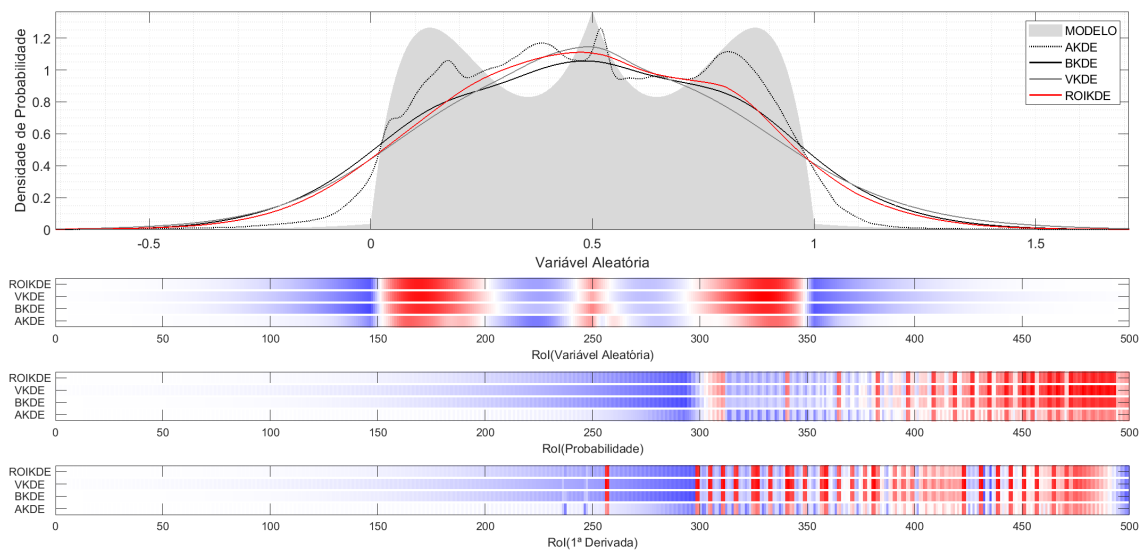 Densidade de Probabilidade
1.2
1
0.8
0.6
0.4
0.2
0
-0.5 0 0.5 1 1.5
Variável Aleatória
MODELO
AKDE
BKDE
VKDE
ROIKDE
ROIKDE
VKDE
BKDE
AKDE
0 50 100 150 200 250 300 350 400 450 500
RoI(Variável Aleatória)
ROIKDE
VKDE
BKDE
AKDE
0 50 100 150 200 250 300 350 400 450 500
RoI(Probabilidade)
ROIKDE
VKDE
BKDE
AKDE
0 50 100 150 200 250 300 350 400 450 500
RoI(1ª Derivada)